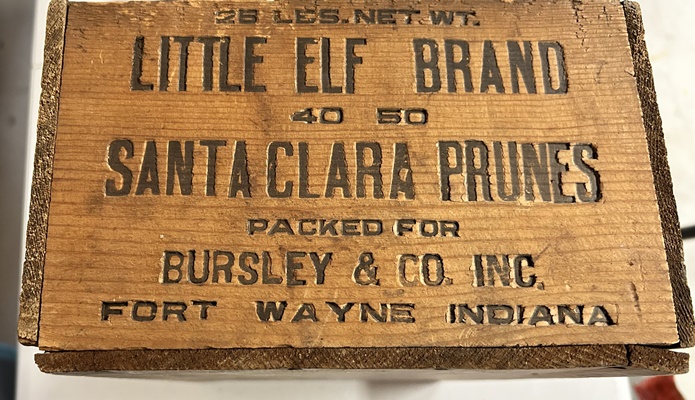 25 LBS. NET. WT.
LITTLE ELF BRAND
40 50
SANTA CLARA PRUNES
PACKED FOR
BURSLEY & CO. INC.
FORT WAYNE INDIANA